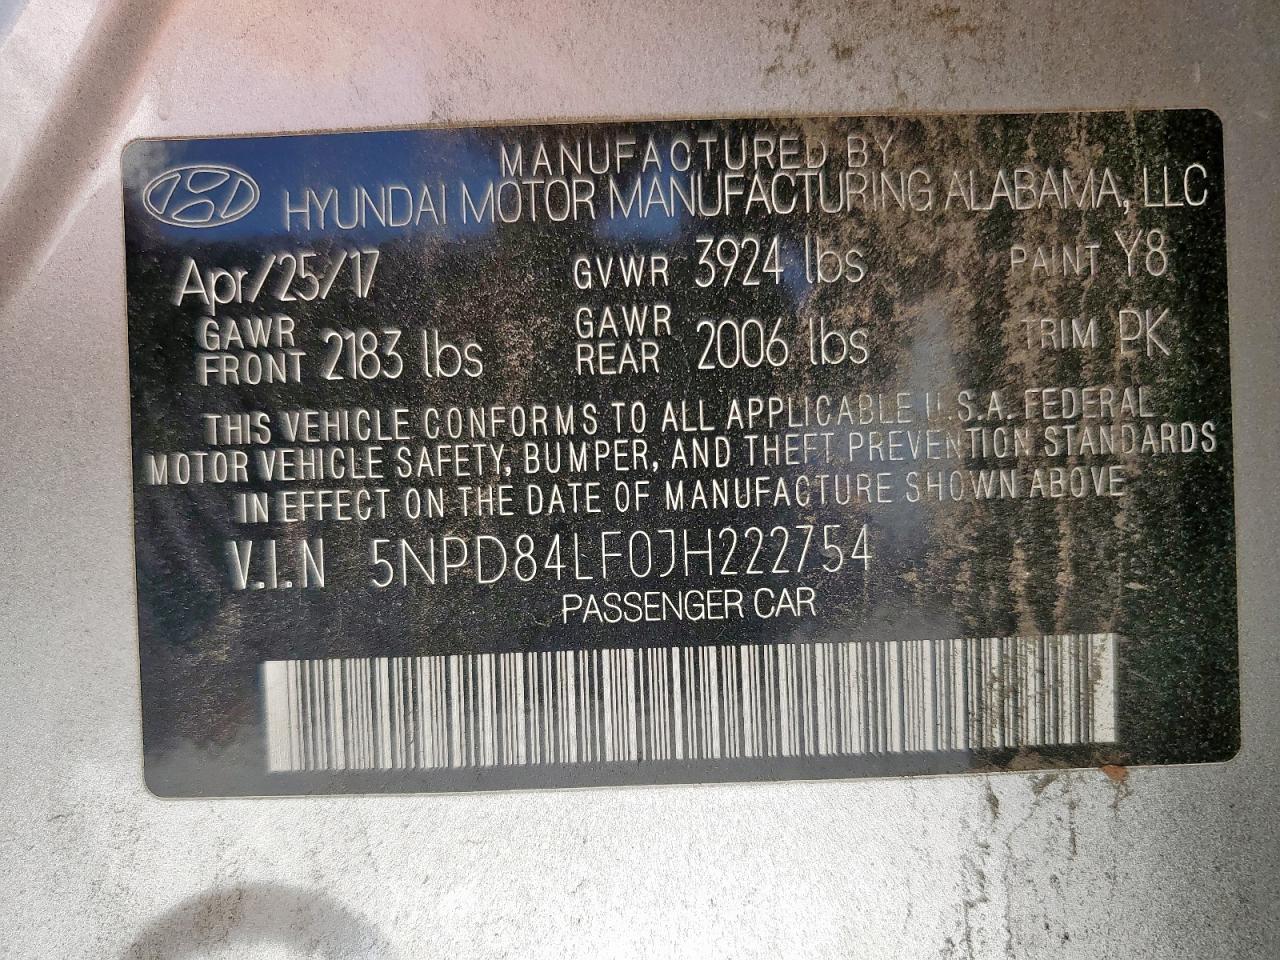 MANUFACTURED BY
HYUNDAI MOTOR MANUFACTURING ALABAMA, LLC
Apr/25/17 GVWR 3924 lbs PAINT Y8
GAWR FRONT 2183 lbs GAWR REAR 2006 lbs TRIM PK
THIS VEHICLE CONFORMS TO ALL APPLICABLE U.S.A. FEDERAL
MOTOR VEHICLE SAFETY, BUMPER, AND THEFT PREVENTION STANDARDS
IN EFFECT ON THE DATE OF MANUFACTURE SHOWN ABOVE
V.I.N 5NPD84LF0JH222754
PASSENGER CAR